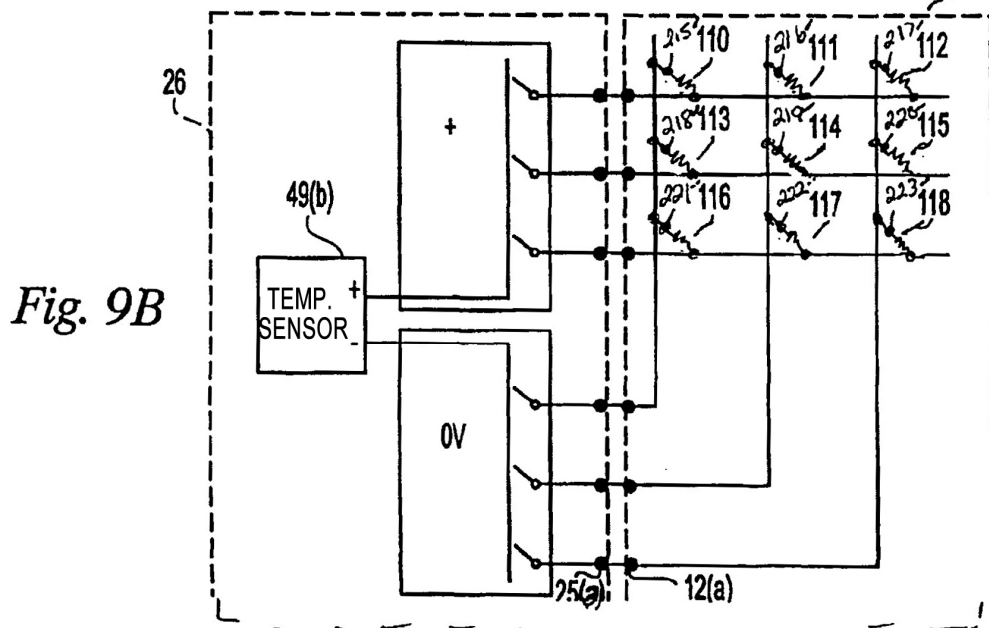 215' 110 216' 111 217' 112
26
+
218' 113 219' 114 220' 115
49(b)
221' 116 222' 117 223' 118
Fig. 9B
TEMP. +
SENSOR -
0V
25(a) 12(a)